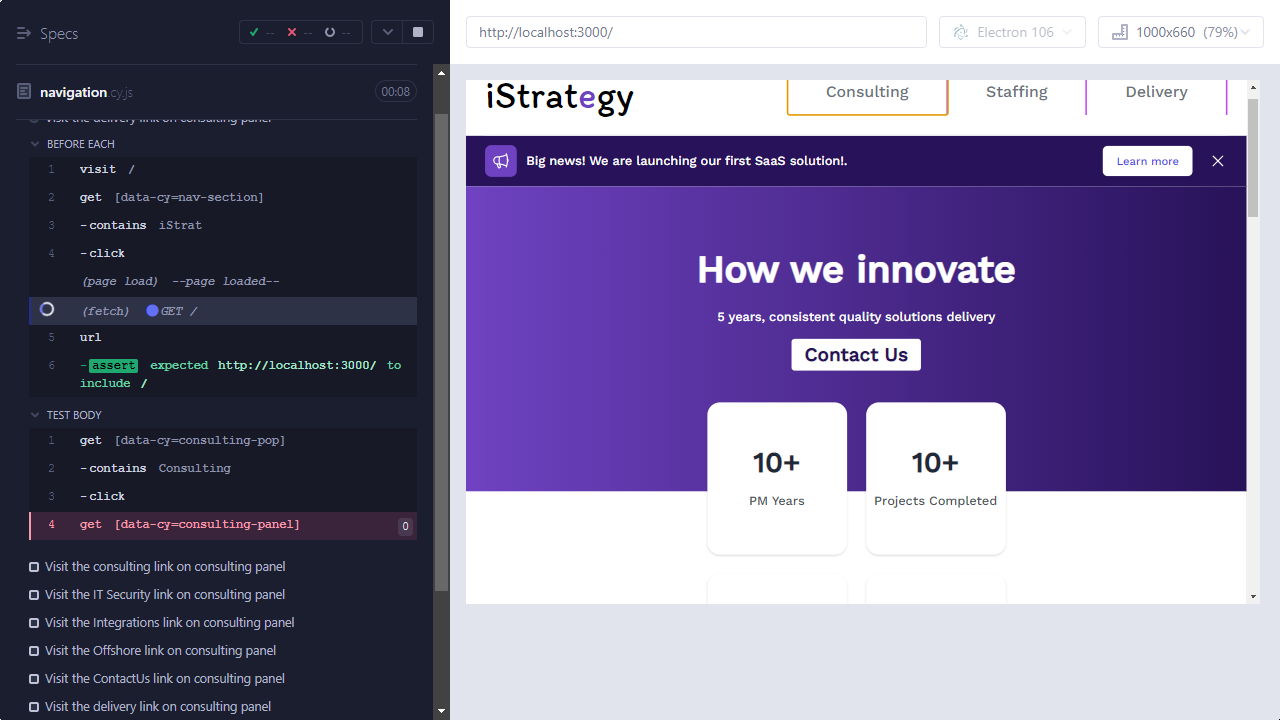 Specs
--
--
--
http://localhost:3000/
Electron 106
1000x660 (79%)
navigation.cy.js
00:08
Visit the delivery link on consulting panel
BEFORE EACH
1 visit /
2 get [data-cy=nav-section]
3 -contains iStrat
4 -click
(page load) --page loaded--
(fetch) GET /
5 url
6 -assert expected http://localhost:3000/ to
include /
TEST BODY
1 get [data-cy=consulting-pop]
2 -contains Consulting
3 -click
4 get [data-cy=consulting-panel] 0
Visit the consulting link on consulting panel
Visit the IT Security link on consulting panel
Visit the Integrations link on consulting panel
Visit the Offshore link on consulting panel
Visit the ContactUs link on consulting panel
Visit the delivery link on consulting panel
iStrategy
Consulting
Staffing
Delivery
Big news! We are launching our first SaaS solution!.
Learn more
How we innovate
5 years, consistent quality solutions delivery
Contact Us
10+
PM Years
10+
Projects Completed